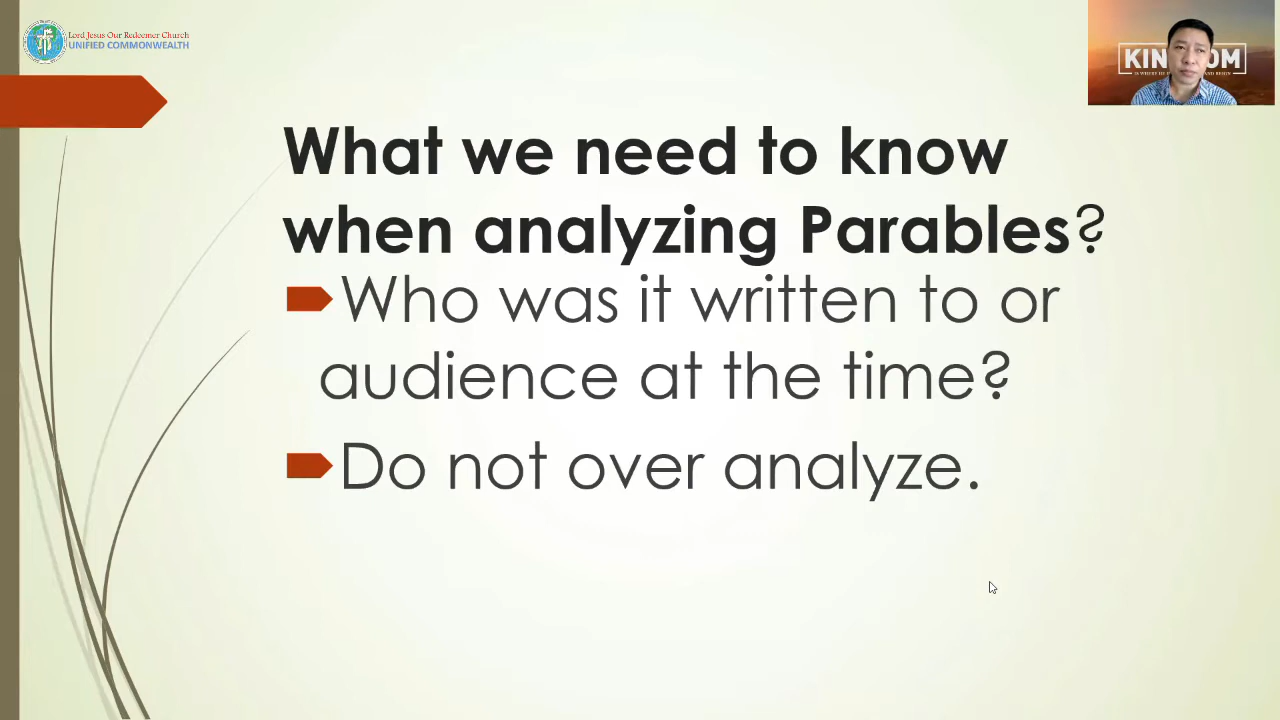 Lord Jesus Our Redeemer Church
UNIFIED COMMONWEALTH
What we need to know
when analyzing Parables?
Who was it written to or
audience at the time?
Do not over analyze.